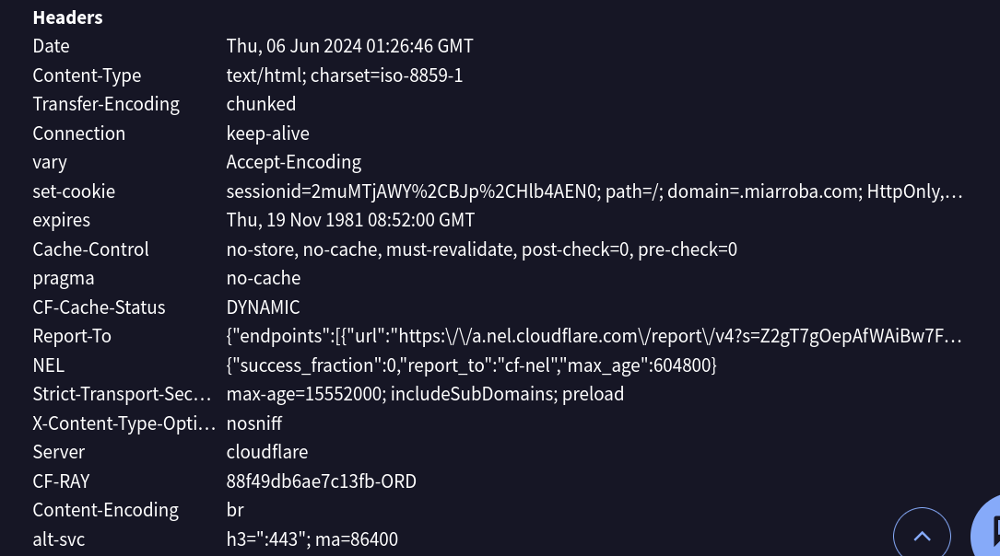 Headers
Date Thu, 06 Jun 2024 01:26:46 GMT
Content-Type text/html; charset=iso-8859-1
Transfer-Encoding chunked
Connection keep-alive
vary Accept-Encoding
set-cookie sessionid=2muMTjAWY%2CBJp%2CHlb4AEN0; path=/; domain=.miarroba.com; HttpOnly,…
expires Thu, 19 Nov 1981 08:52:00 GMT
Cache-Control no-store, no-cache, must-revalidate, post-check=0, pre-check=0
pragma no-cache
CF-Cache-Status DYNAMIC
Report-To {"endpoints":[{"url":"https:\/\/a.nel.cloudflare.com\/report\/v4?s=Z2gT7gOepAfWAiBw7F…
NEL {"success_fraction":0,"report_to":"cf-nel","max_age":604800}
Strict-Transport-Sec… max-age=15552000; includeSubDomains; preload
X-Content-Type-Opti… nosniff
Server cloudflare
CF-RAY 88f49db6ae7c13fb-ORD
Content-Encoding br
alt-svc h3=":443"; ma=86400